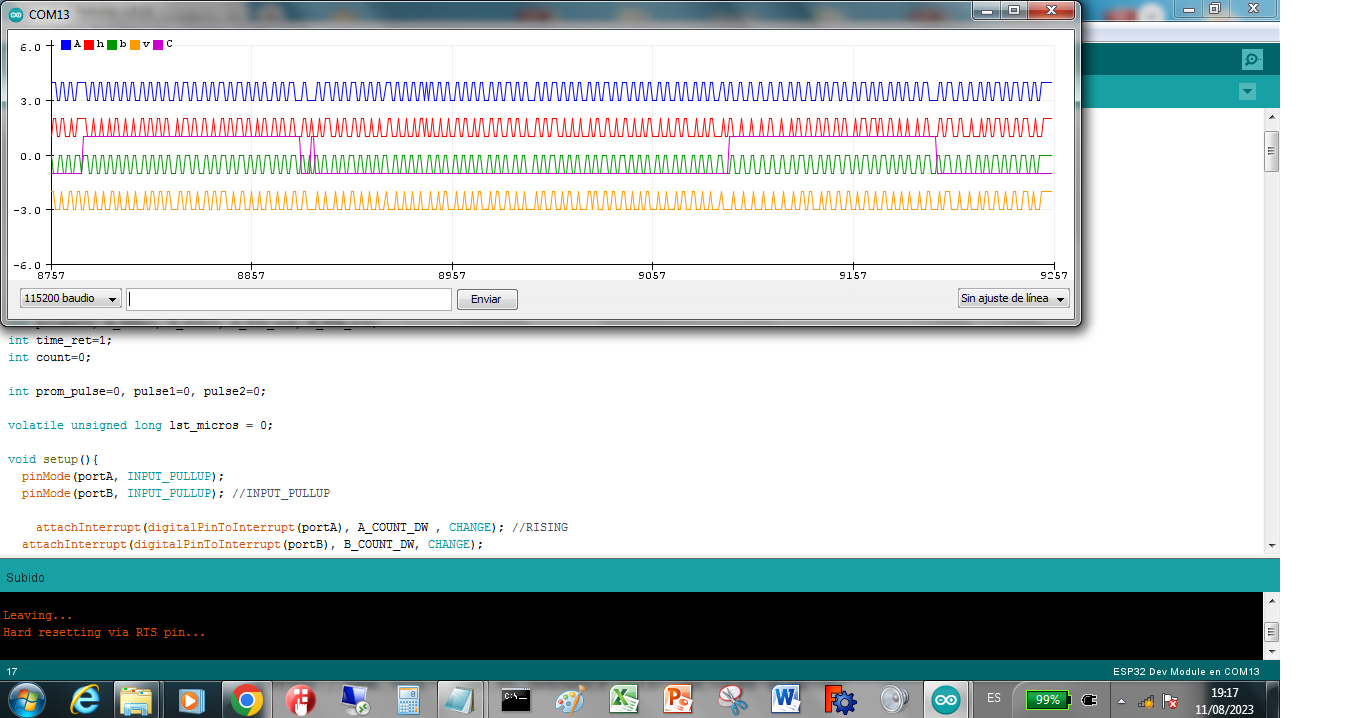 COM13
A h b v C
6.0
3.0
0.0
-3.0
-6.0
8757 8857 8957 9057 9157 9257
115200 baudio Enviar Sin ajuste de línea
int time_ret=1;
int count=0;
int prom_pulse=0, pulse1=0, pulse2=0;
volatile unsigned long lst_micros = 0;
void setup(){
pinMode(portA, INPUT_PULLUP);
pinMode(portB, INPUT_PULLUP); //INPUT_PULLUP
attachInterrupt(digitalPinToInterrupt(portA), A_COUNT_DW , CHANGE); //RISING
attachInterrupt(digitalPinToInterrupt(portB), B_COUNT_DW, CHANGE);
Subido
Leaving...
Hard resetting via RTS pin...
17 ESP32 Dev Module en COM13
ES 99% 19:17
11/08/2023